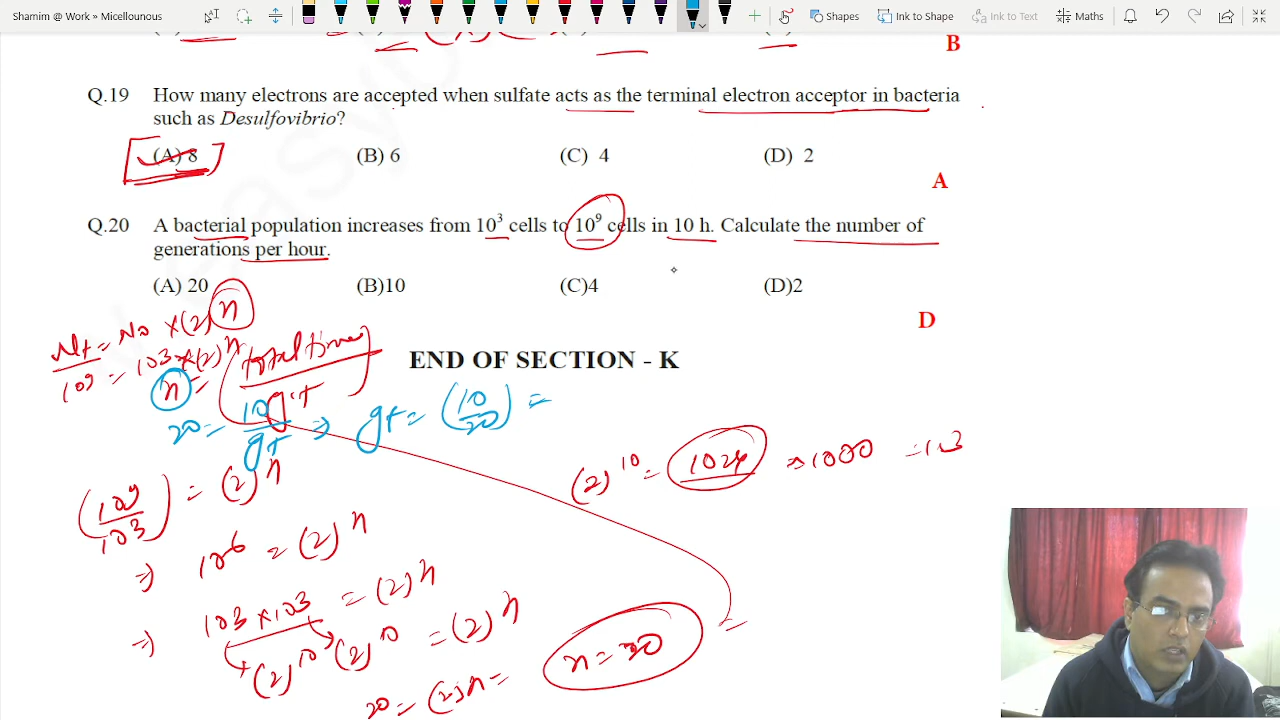 Shamim @ Work » Micellounous
Shapes
Ink to Shape
Ink to Text
Maths
B
Q.19 How many electrons are accepted when sulfate acts as the terminal electron acceptor in bacteria
such as Desulfovibrio?
(A) 8 (B) 6 (C) 4 (D) 2
A
Q.20 A bacterial population increases from 10³ cells to 10⁹ cells in 10 h. Calculate the number of
generations per hour.
(A) 20 (B)10 (C)4 (D)2
D
END OF SECTION - K
Nt = No x(2)n
10⁹ = 10³ x(2)n
n = (total time / gt)
20 = 10/gt ⇒ gt = (10/20) =
(2)¹⁰ = 1024 ⇒ 1000 = 10³
(10⁹/10³) = (2)n
⇒ 10⁶ = (2)n
⇒ 10³ x 10³ = (2)n
(2)¹⁰ (2)¹⁰ = (2)n
20 = (2)n =
n = 20
=